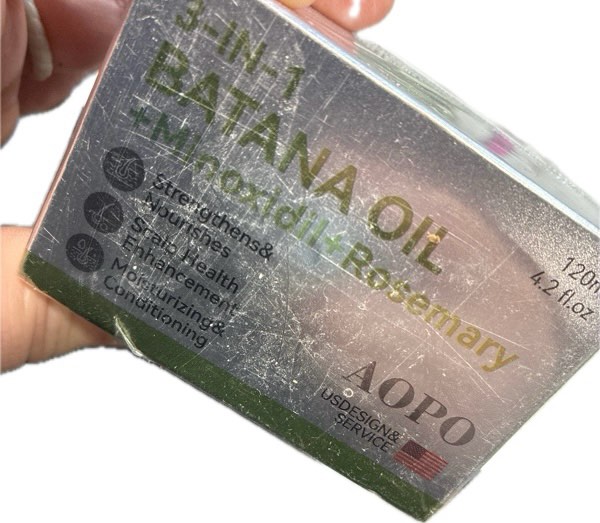 3-IN-1
BATANA OIL
+Minoxidil+Rosemary
Strengthens&
Nourishes
Scalp Health
Enhancement
Moisturizing&
Conditioning
120m
4.2 fl.oz
AOPO
USDESIGN&
SERVICE